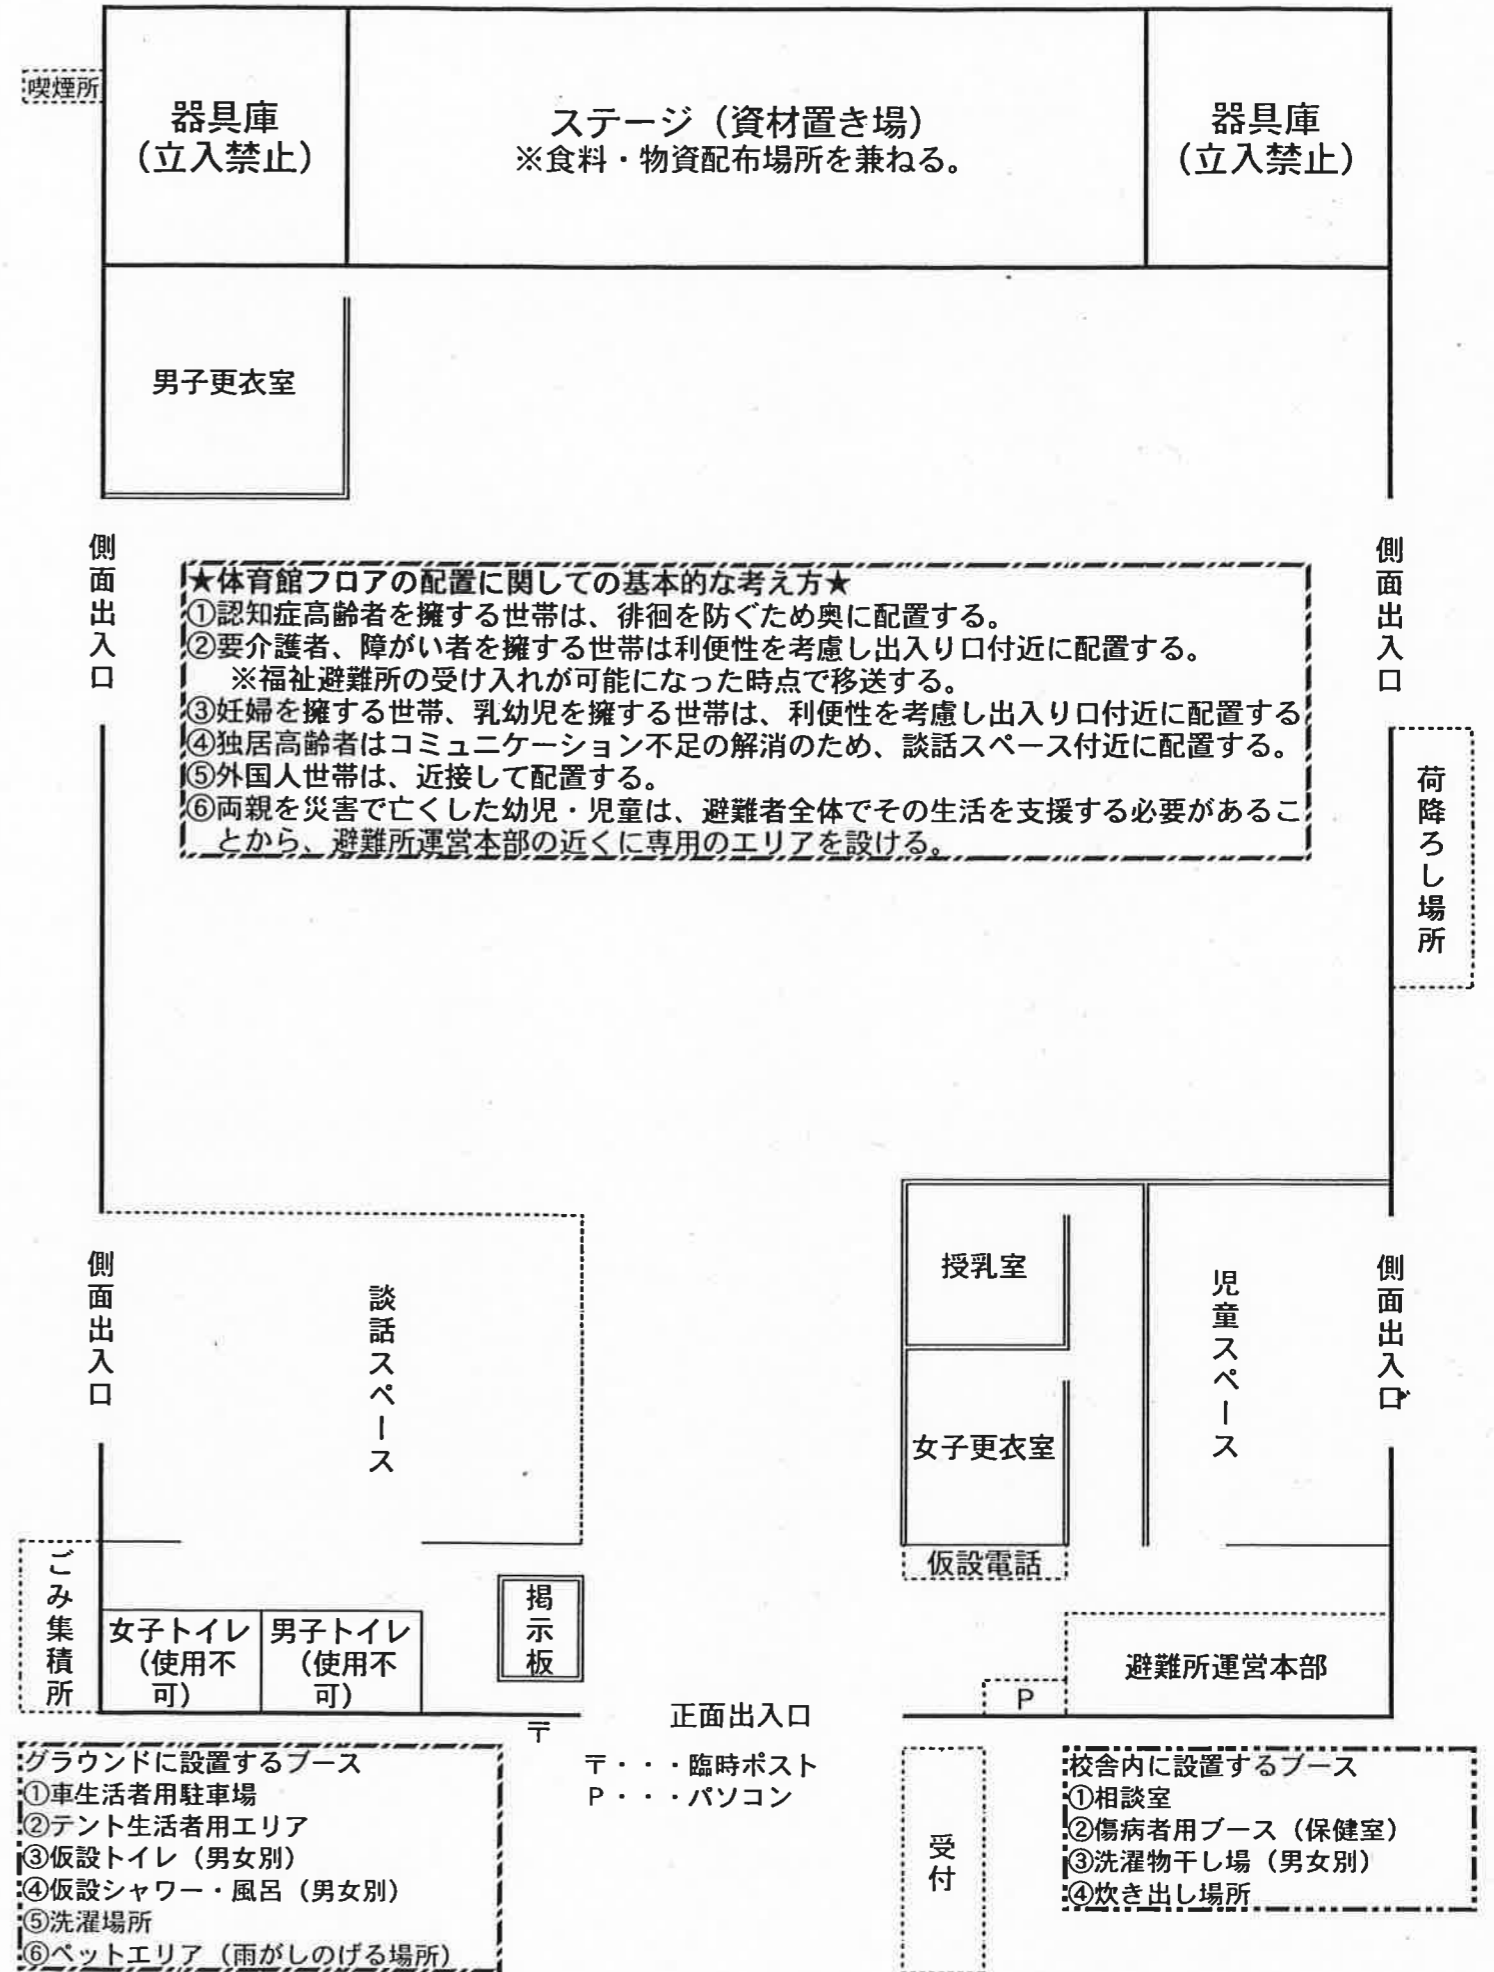 喫煙所
器具庫
（立入禁止）
ステージ（資材置き場）
※食料・物資配布場所を兼ねる。
器具庫
（立入禁止）
男子更衣室
側面出入口
側面出入口
★体育館フロアの配置に関しての基本的な考え方★
①認知症高齢者を擁する世帯は、徘徊を防ぐため奥に配置する。
②要介護者、障がい者を擁する世帯は利便性を考慮し出入り口付近に配置する。
※福祉避難所の受け入れが可能になった時点で移送する。
③妊婦を擁する世帯、乳幼児を擁する世帯は、利便性を考慮し出入り口付近に配置する
④独居高齢者はコミュニケーション不足の解消のため、談話スペース付近に配置する。
⑤外国人世帯は、近接して配置する。
⑥両親を災害で亡くした幼児・児童は、避難者全体でその生活を支援する必要があるこ
とから、避難所運営本部の近くに専用のエリアを設ける。
荷降ろし場所
側面出入口
談話スペース
授乳室
児童スペース
側面出入口
女子更衣室
仮設電話
ごみ集積所
女子トイレ
（使用不
可）
男子トイレ
（使用不
可）
掲示板
避難所運営本部
P
正面出入口
〒
〒・・・臨時ポスト
P・・・パソコン
受付
グラウンドに設置するブース
①車生活者用駐車場
②テント生活者用エリア
③仮設トイレ（男女別）
④仮設シャワー・風呂（男女別）
⑤洗濯場所
⑥ペットエリア（雨がしのげる場所）
校舎内に設置するブース
①相談室
②傷病者用ブース（保健室）
③洗濯物干し場（男女別）
④炊き出し場所